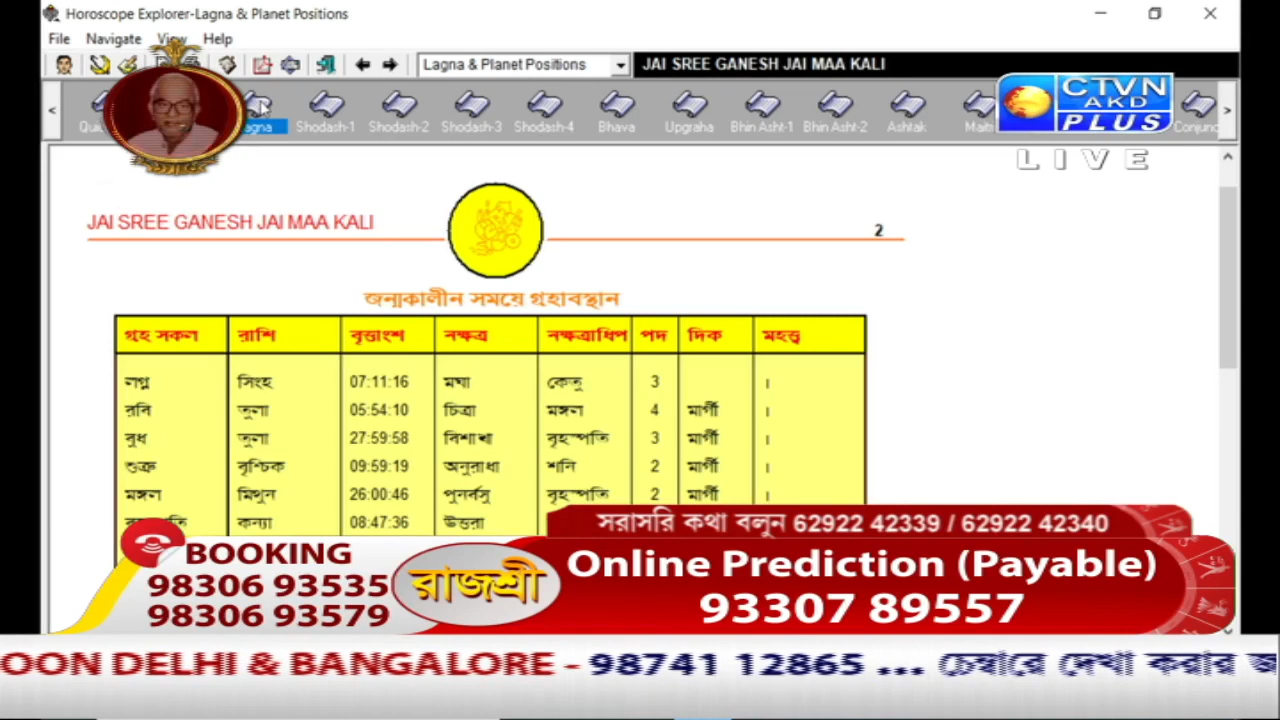 Horoscope Explorer-Lagna & Planet Positions
File Navigate View Help
Lagna & Planet Positions JAI SREE GANESH JAI MAA KALI
Shodash-1 Shodash-2 Shodash-3 Shodash-4 Bhava Upgraha Bhin Asht-1 Bhin Asht-2 Ashtak
CTVN
AKD
PLUS
LIVE
JAI SREE GANESH JAI MAA KALI
2
জন্মকালীন সময়ে গ্রহাবস্থান
গ্রহ সকল রাশি বৃত্তাংশ নক্ষত্র নক্ষত্রাধিপ পদ দিক মহত্ত্ব
লগ্ন সিংহ 07:11:16 মঘা কেতু 3 ।
রবি তুলা 05:54:10 চিত্রা মঙ্গল 4 মার্গী ।
বুধ তুলা 27:59:58 বিশাখা বৃহস্পতি 3 মার্গী ।
শুক্র বৃশ্চিক 09:59:19 অনুরাধা শনি 2 মার্গী ।
মঙ্গল মিথুন 26:00:46 পুনর্বসু বৃহস্পতি 2 মার্গী ।
কন্যা 08:47:36 উত্তরা
সরাসরি কথা বলুন 62922 42339 / 62922 42340
BOOKING
98306 93535
98306 93579
রাজশ্রী
Online Prediction (Payable)
93307 89557
OON DELHI & BANGALORE - 98741 12865 ... চেম্বারে দেখা করার